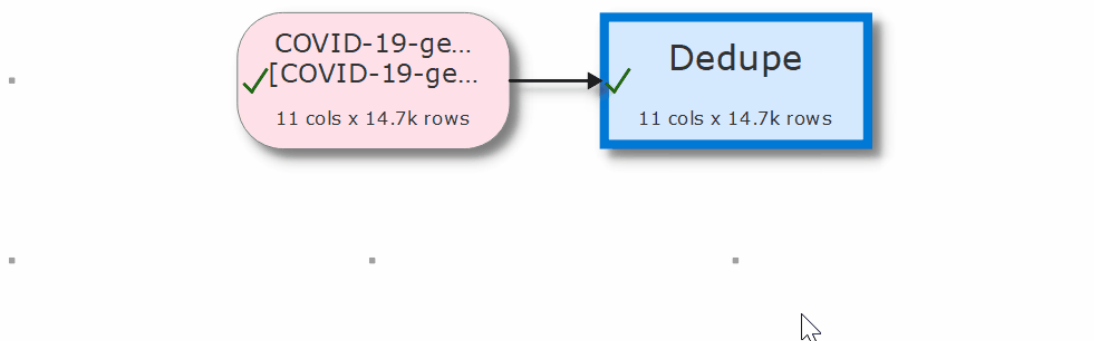 COVID-19-ge...
[COVID-19-ge...
11 cols x 14.7k rows
Dedupe
11 cols x 14.7k rows